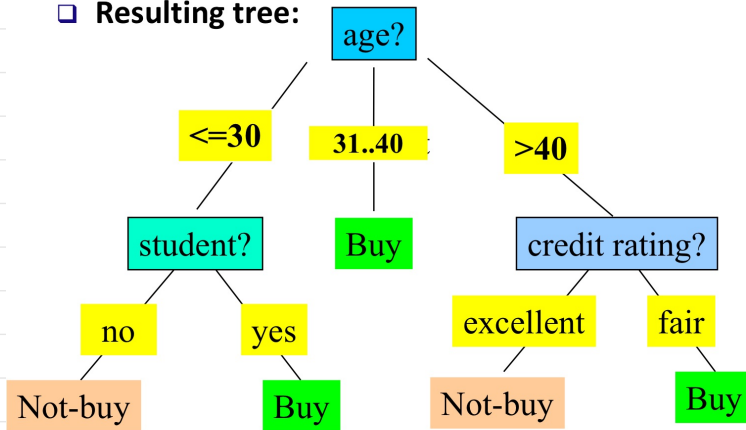 Resulting tree:
age?
<=30
31..40
>40
student?
Buy
credit rating?
no
yes
excellent
fair
Not-buy
Buy
Not-buy
Buy